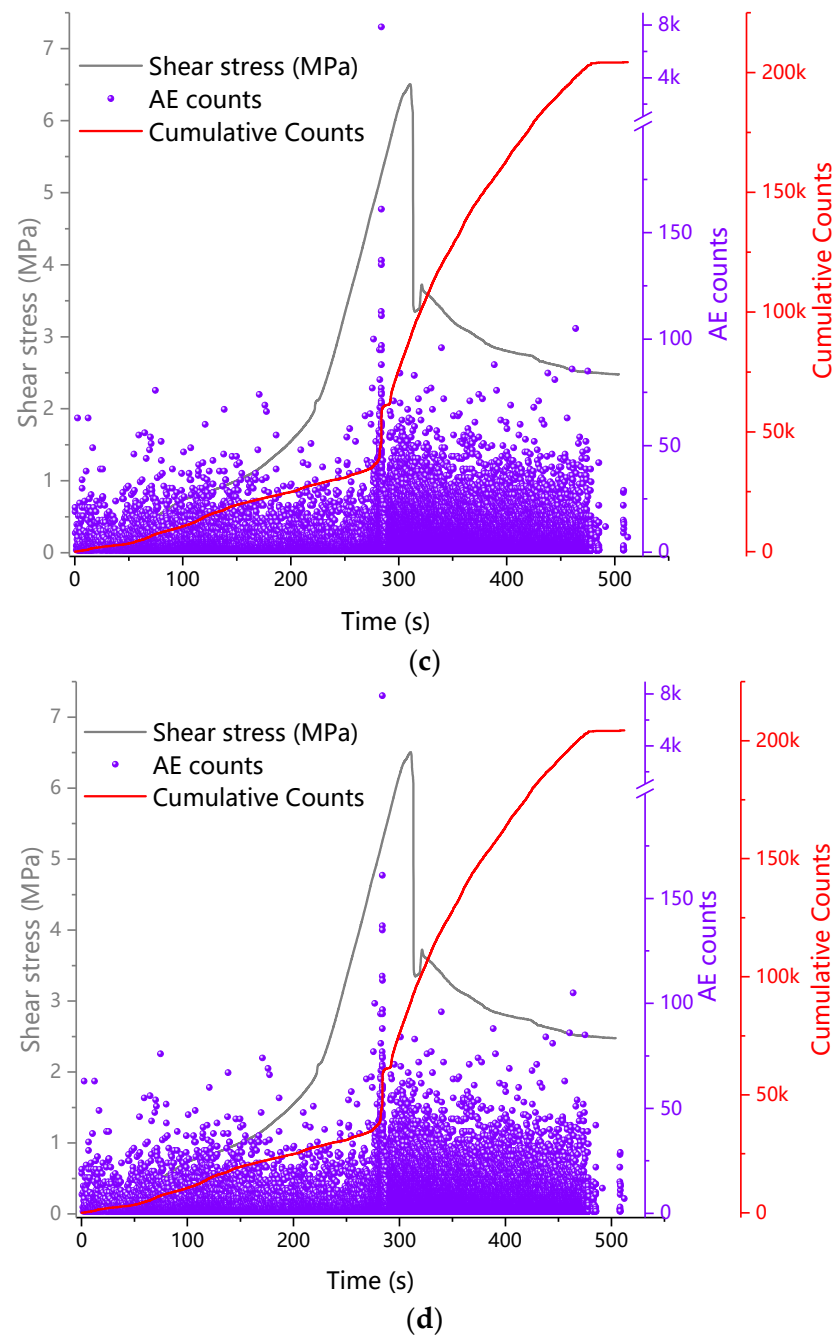 7
6
5
4
3
2
1
0
Shear stress (MPa)
Shear stress (MPa)
AE counts
Cumulative Counts
8k
4k
150
100
50
0
AE counts
200k
150k
100k
50k
0
Cumulative Counts
0 100 200 300 400 500
Time (s)
(c)
7
6
5
4
3
2
1
0
Shear stress (MPa)
Shear stress (MPa)
AE counts
Cumulative Counts
8k
4k
150
100
50
0
AE counts
200k
150k
100k
50k
0
Cumulative Counts
0 100 200 300 400 500
Time (s)
(d)